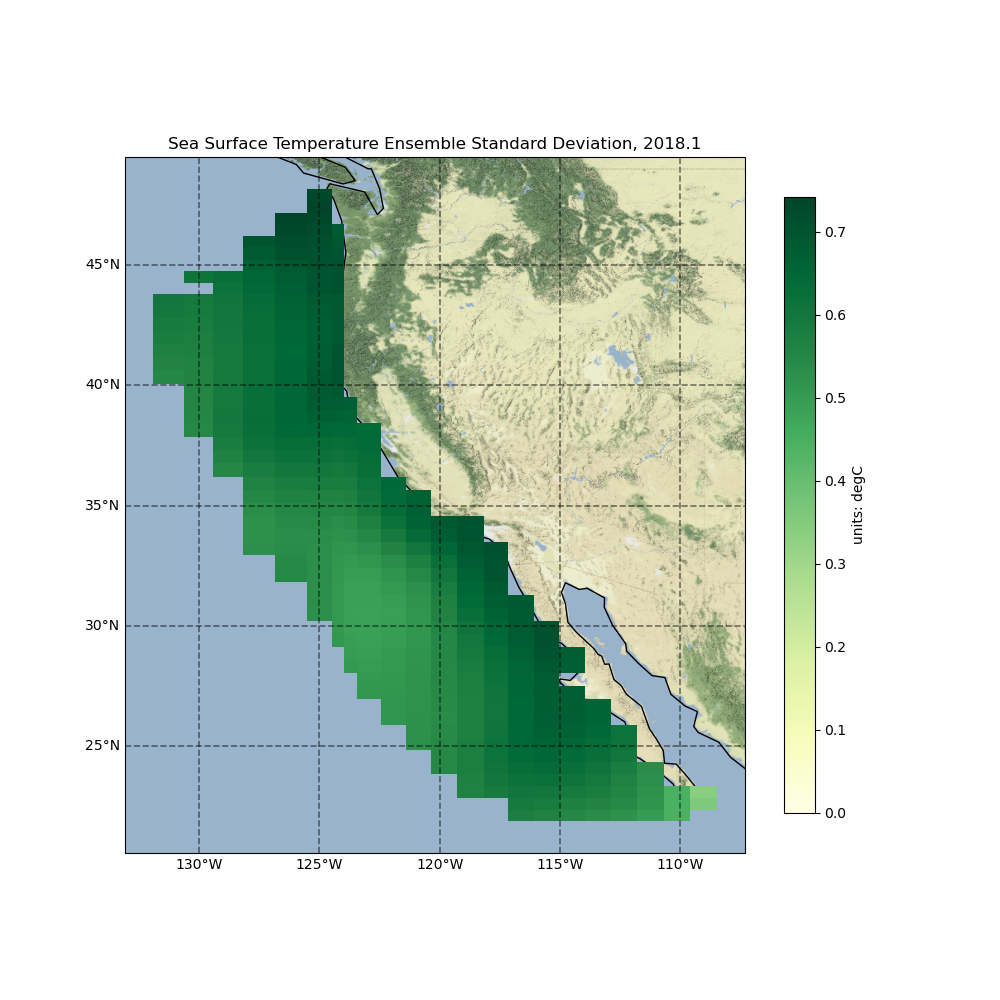 Sea Surface Temperature Ensemble Standard Deviation, 2018.1
45°N
40°N
35°N
30°N
25°N
130°W
125°W
120°W
115°W
110°W
0.7
0.6
0.5
0.4
0.3
0.2
0.1
0.0
units: degC